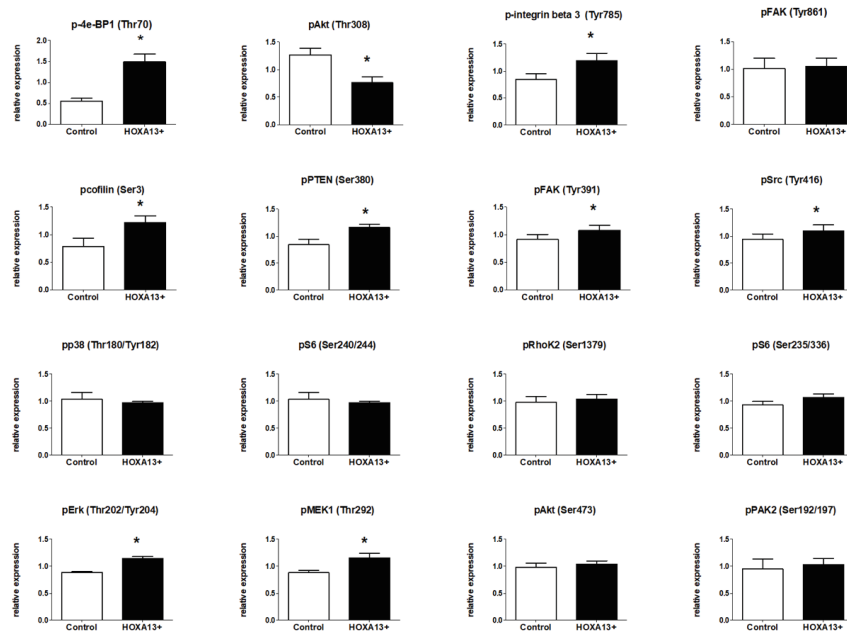 p-4e-BP1 (Thr70)
*
relative expression
2.0
1.5
1.0
0.5
0.0
Control HOXA13+
pAkt (Thr308)
*
relative expression
1.5
1.0
0.5
0.0
Control HOXA13+
p-integrin beta 3 (Tyr785)
*
relative expression
1.5
1.0
0.5
0.0
Control HOXA13+
pFAK (Tyr861)
relative expression
1.5
1.0
0.5
0.0
Control HOXA13+
pcofilin (Ser3)
*
relative expression
1.5
1.0
0.5
0.0
Control HOXA13+
pPTEN (Ser380)
*
relative expression
1.5
1.0
0.5
0.0
Control HOXA13+
pFAK (Tyr391)
*
relative expression
1.5
1.0
0.5
0.0
Control HOXA13+
pSrc (Tyr416)
*
relative expression
1.5
1.0
0.5
0.0
Control HOXA13+
pp38 (Thr180/Tyr182)
relative expression
1.5
1.0
0.5
0.0
Control HOXA13+
pS6 (Ser240/244)
relative expression
1.5
1.0
0.5
0.0
Control HOXA13+
pRhoK2 (Ser1379)
relative expression
1.5
1.0
0.5
0.0
Control HOXA13+
pS6 (Ser235/336)
relative expression
1.5
1.0
0.5
0.0
Control HOXA13+
pErk (Thr202/Tyr204)
*
relative expression
1.5
1.0
0.5
0.0
Control HOXA13+
pMEK1 (Thr292)
*
relative expression
1.5
1.0
0.5
0.0
Control HOXA13+
pAkt (Ser473)
relative expression
1.5
1.0
0.5
0.0
Control HOXA13+
pPAK2 (Ser192/197)
relative expression
1.5
1.0
0.5
0.0
Control HOXA13+